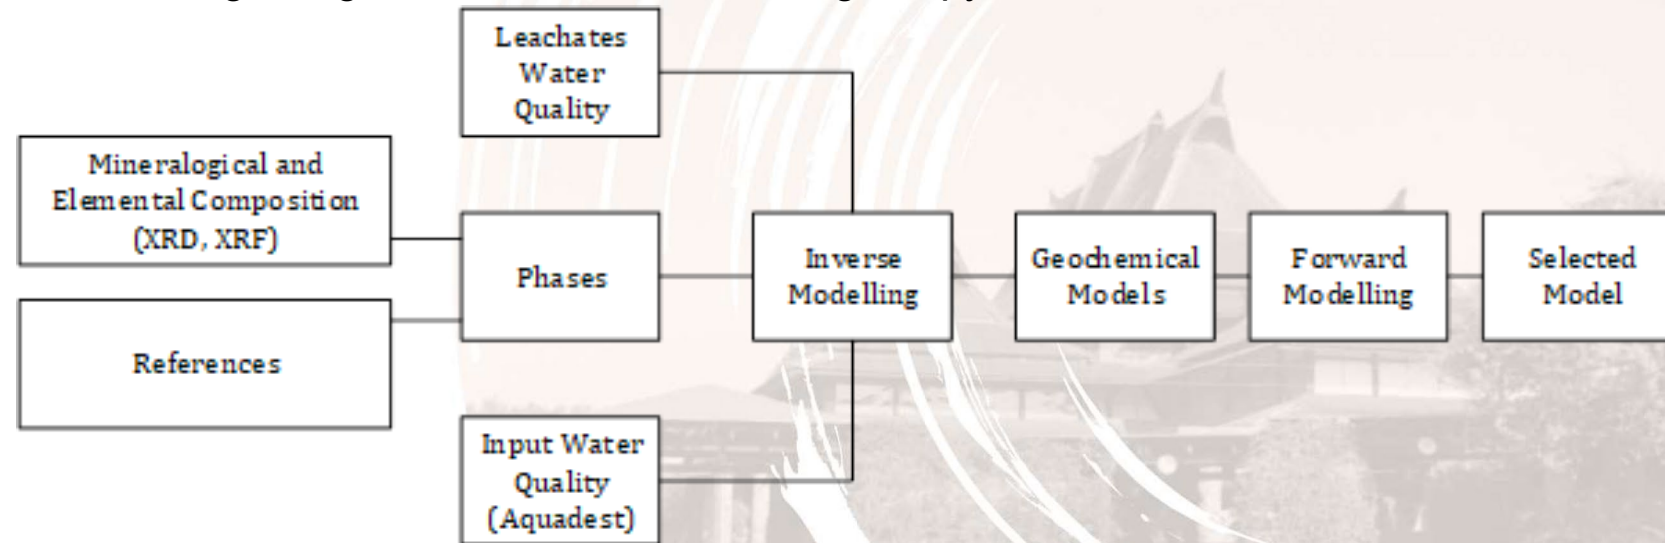 Leachates
Water
Quality
Mineralogical and
Elemental Composition
(XRD, XRF)
Phases
References
Input Water
Quality
(Aquadest)
Inverse
Modelling
Geochemical
Models
Forward
Modelling
Selected
Model